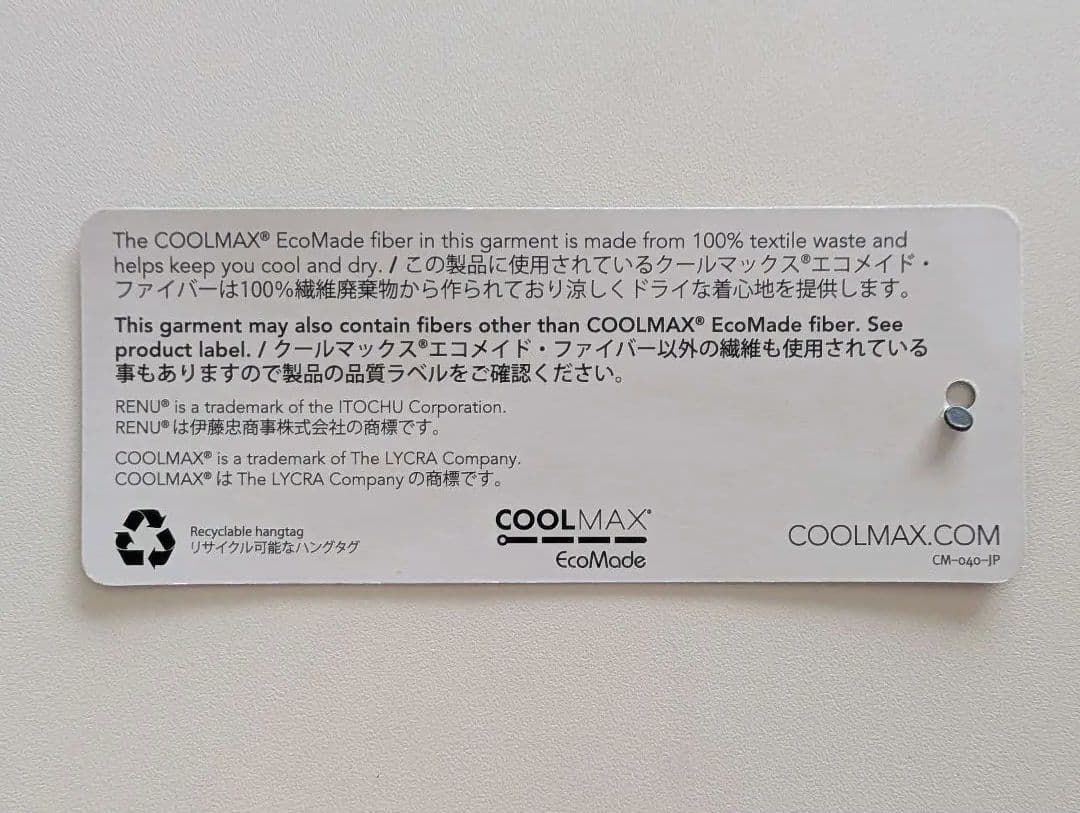 The COOLMAX® EcoMade fiber in this garment is made from 100% textile waste and
helps keep you cool and dry. / この製品に使用されているクールマックス®エコメイド・
ファイバーは100%繊維廃棄物から作られており涼しくドライな着心地を提供します。
This garment may also contain fibers other than COOLMAX® EcoMade fiber. See
product label. / クールマックス®エコメイド・ファイバー以外の繊維も使用されている
事もありますので製品の品質ラベルをご確認ください。
RENU® is a trademark of the ITOCHU Corporation.
RENU®は伊藤忠商事株式会社の商標です。
COOLMAX® is a trademark of The LYCRA Company.
COOLMAX® は The LYCRA Company の商標です。
Recyclable hangtag
リサイクル可能なハングタグ
COOLMAX®
EcoMade
COOLMAX.COM
CM-040-JP